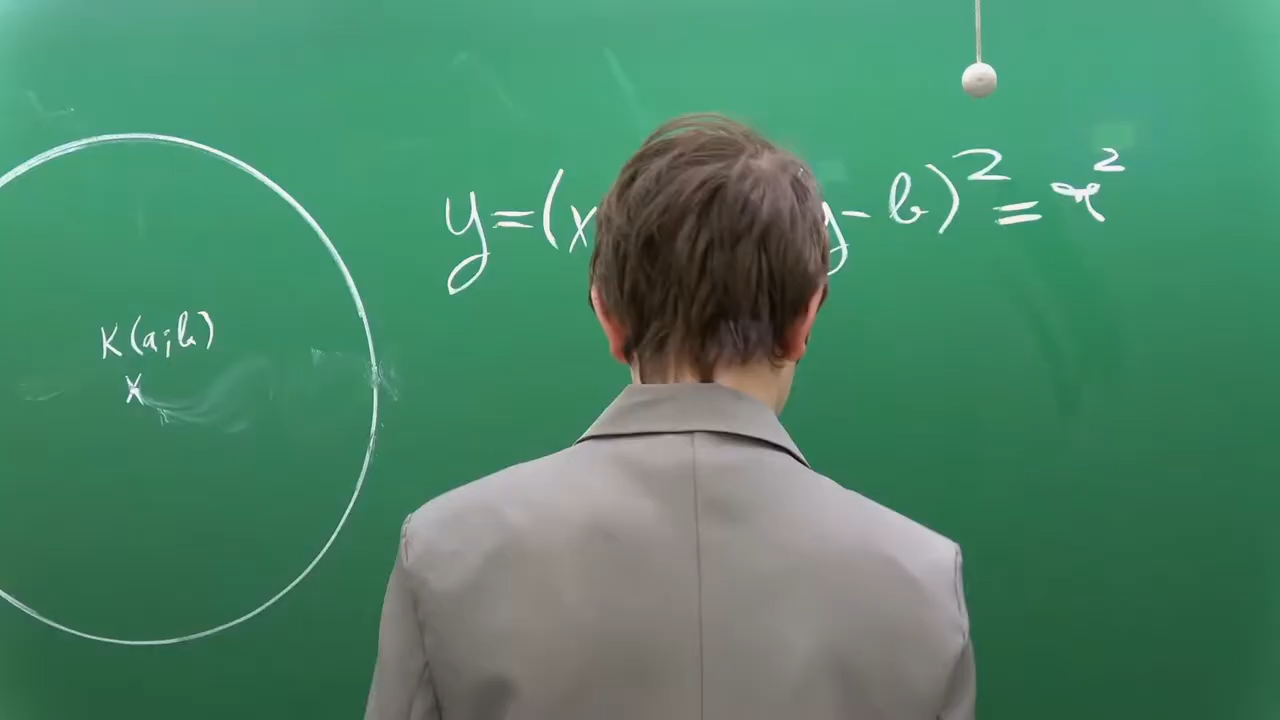 y=(x y-b)²=r²
K(a;b)
x